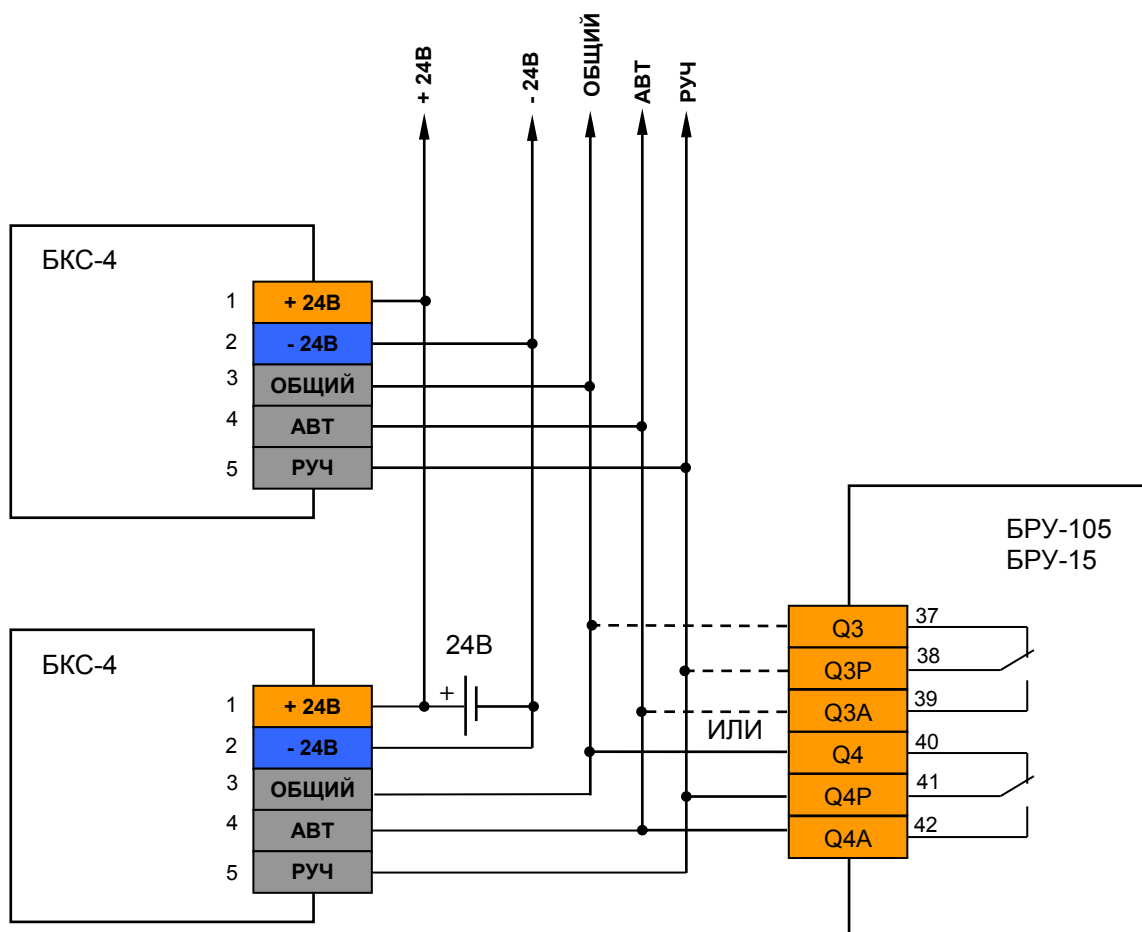 + 24В
- 24В
ОБЩИЙ
АВТ
РУЧ
БКС-4
1
+ 24В
2
- 24В
3
ОБЩИЙ
4
АВТ
5
РУЧ
БРУ-105
БРУ-15
БКС-4
24В
+
1
+ 24В
2
- 24В
3
ОБЩИЙ
4
АВТ
5
РУЧ
ИЛИ
Q3
37
Q3P
38
Q3A
39
Q4
40
Q4P
41
Q4A
42